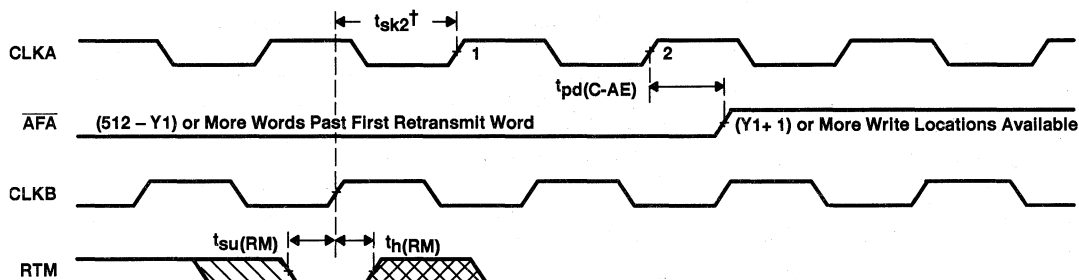 tsk2†
CLKA
1
2
tpd(C-AE)
AFA
(512 – Y1) or More Words Past First Retransmit Word
(Y1+ 1) or More Write Locations Available
CLKB
tsu(RM)
th(RM)
RTM